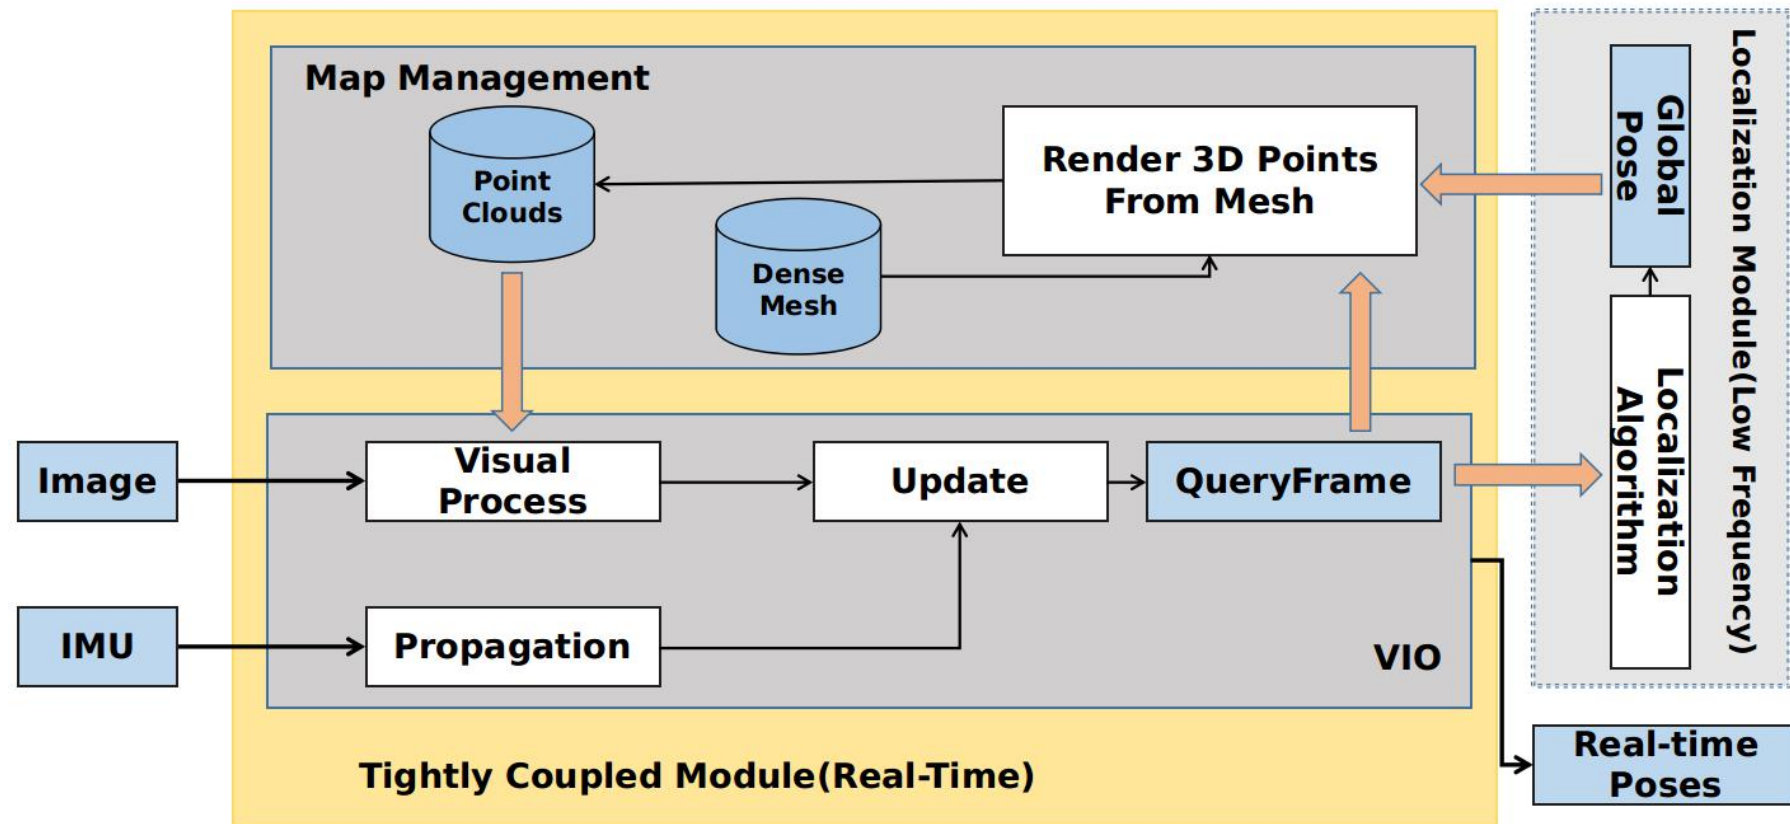 Map Management
Point
Clouds
Dense
Mesh
Render 3D Points
From Mesh
Global
Pose
Localization
Algorithm
Localization Module(Low Frequency)
Image
Visual
Process
Update
QueryFrame
IMU
Propagation
VIO
Tightly Coupled Module(Real-Time)
Real-time
Poses